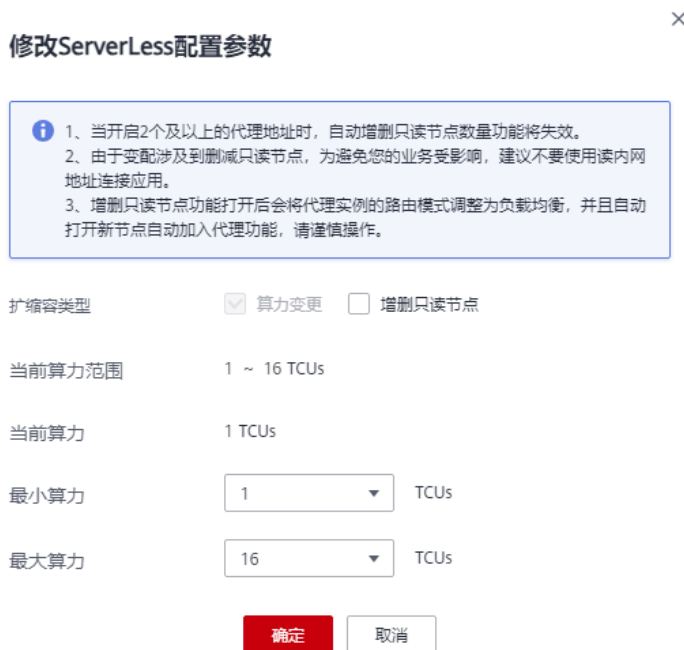 修改ServerLess配置参数
1、当开启2个及以上的代理地址时，自动增删只读节点数量功能将失效。
2、由于变配涉及到删减只读节点，为避免您的业务受影响，建议不要使用读内网
地址连接应用。
3、增删只读节点功能打开后会将代理实例的路由模式调整为负载均衡，并且自动
打开新节点自动加入代理功能，请谨慎操作。
扩缩容类型 算力变更 增删只读节点
当前算力范围 1 ~ 16 TCUs
当前算力 1 TCUs
最小算力 1 TCUs
最大算力 16 TCUs
确定 取消